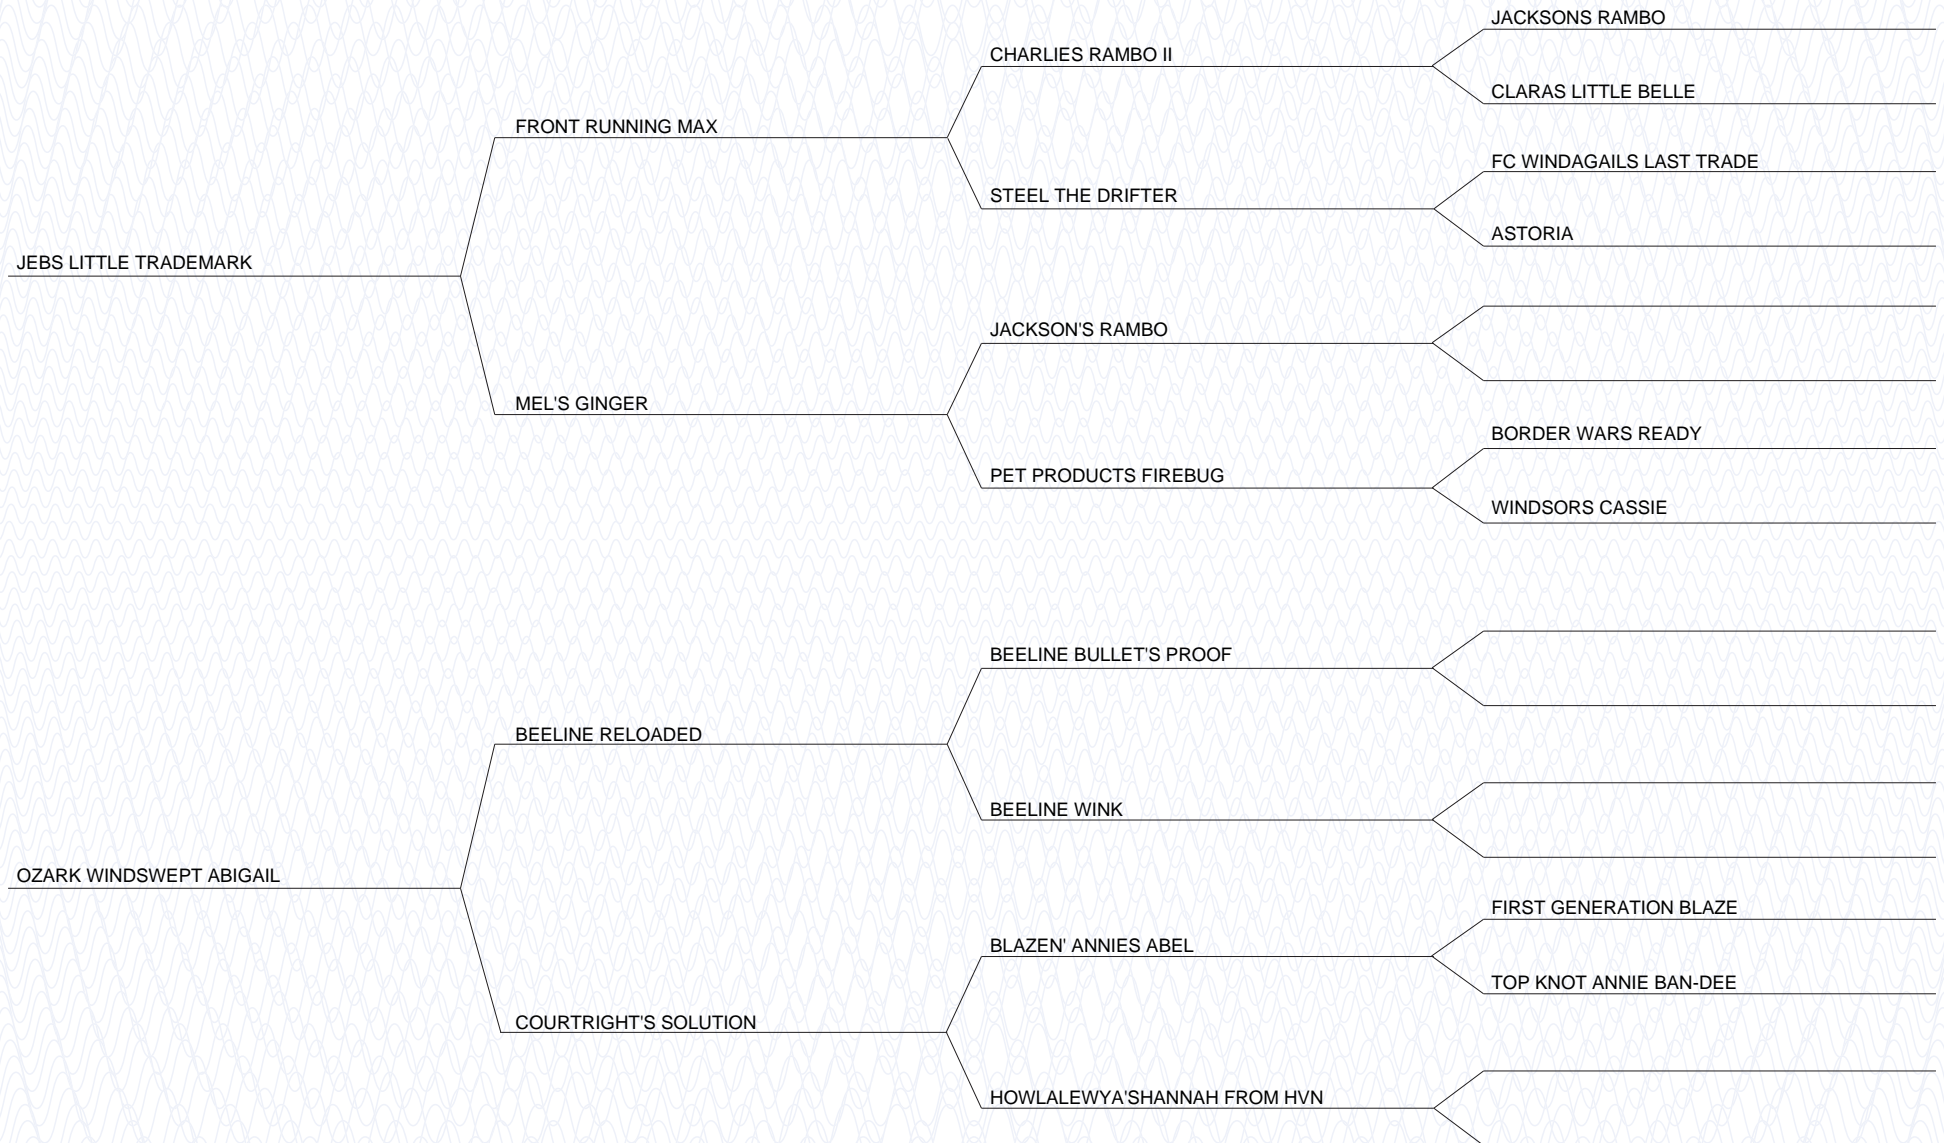 JACKSONS RAMBO
CHARLIES RAMBO II
CLARAS LITTLE BELLE
FRONT RUNNING MAX
FC WINDAGAILS LAST TRADE
STEEL THE DRIFTER
ASTORIA
JEBS LITTLE TRADEMARK
JACKSON'S RAMBO
MEL'S GINGER
BORDER WARS READY
PET PRODUCTS FIREBUG
WINDSORS CASSIE
BEELINE BULLET'S PROOF
BEELINE RELOADED
BEELINE WINK
OZARK WINDSWEPT ABIGAIL
FIRST GENERATION BLAZE
BLAZEN' ANNIES ABEL
TOP KNOT ANNIE BAN-DEE
COURTRIGHT'S SOLUTION
HOWLALEWYA'SHANNAH FROM HVN